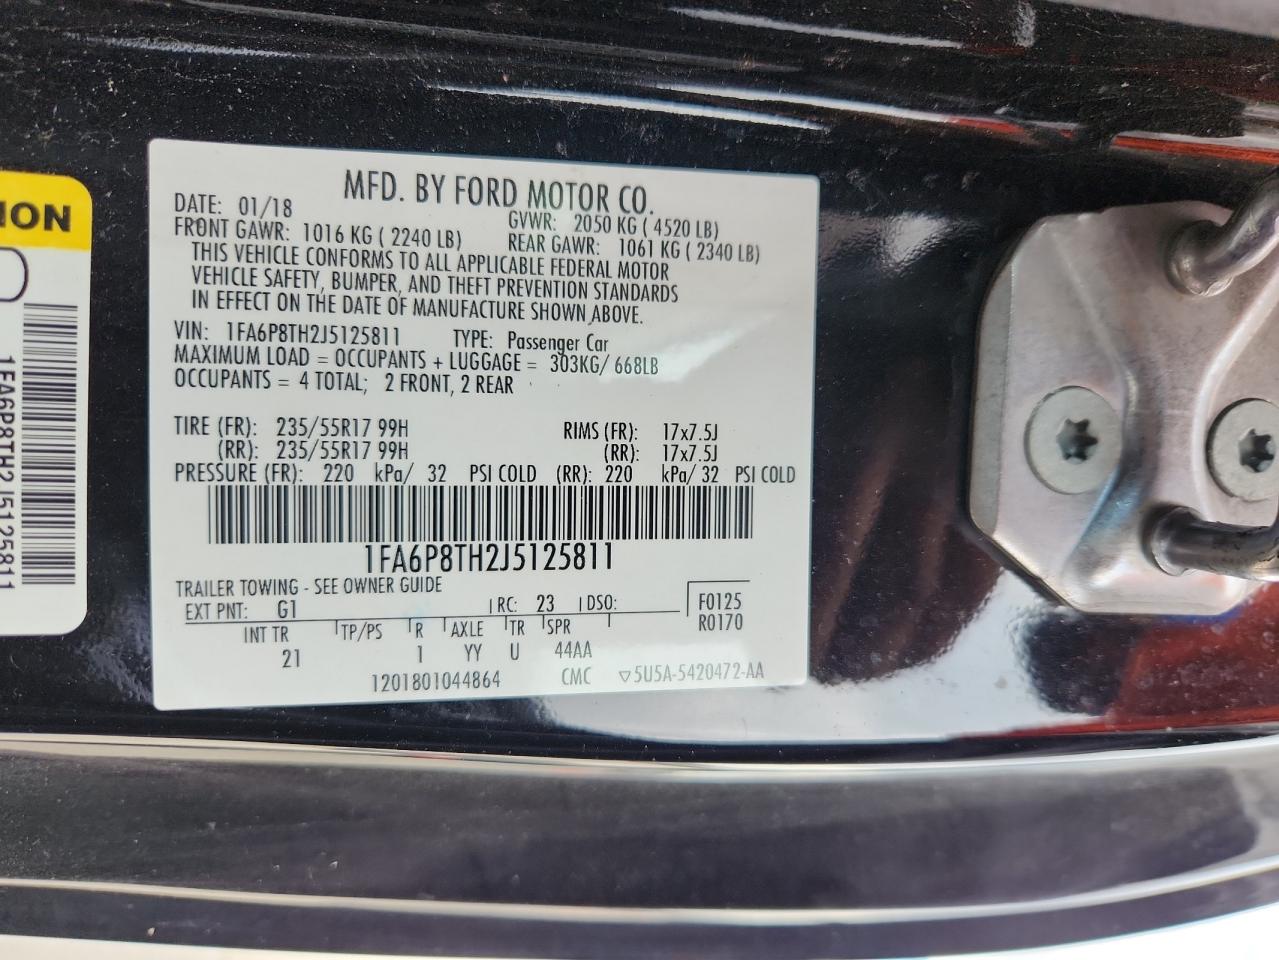 MFD. BY FORD MOTOR CO.
DATE: 01/18
GVWR: 2050 KG ( 4520 LB)
FRONT GAWR: 1016 KG ( 2240 LB)
REAR GAWR: 1061 KG ( 2340 LB)
THIS VEHICLE CONFORMS TO ALL APPLICABLE FEDERAL MOTOR
VEHICLE SAFETY, BUMPER, AND THEFT PREVENTION STANDARDS
IN EFFECT ON THE DATE OF MANUFACTURE SHOWN ABOVE.
VIN: 1FA6P8TH2J5125811 TYPE: Passenger Car
MAXIMUM LOAD = OCCUPANTS + LUGGAGE = 303KG/ 668LB
OCCUPANTS = 4 TOTAL; 2 FRONT, 2 REAR
TIRE (FR): 235/55R17 99H RIMS (FR): 17x7.5J
(RR): 235/55R17 99H (RR): 17x7.5J
PRESSURE (FR): 220 kPa/ 32 PSI COLD (RR): 220 kPa/ 32 PSI COLD
1FA6P8TH2J5125811
TRAILER TOWING - SEE OWNER GUIDE
EXT PNT: G1 RC: 23 DSO: F0125
R0170
INT TR TP/PS R AXLE TR SPR
21 1 YY U 44AA
1201801044864 CMC ▽5U5A-5420472-AA
ION
1FA6P8TH2J5125811